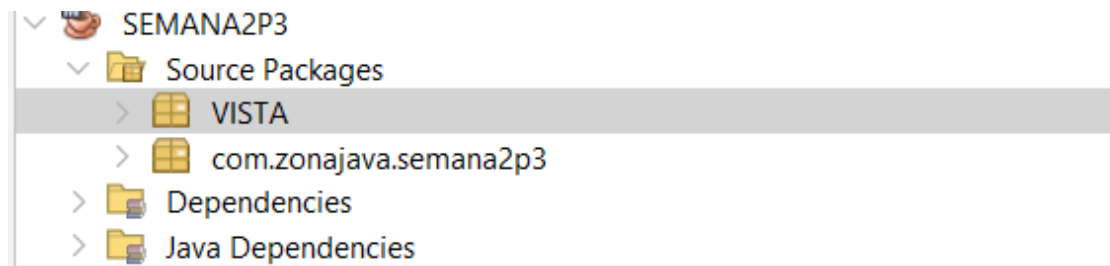 SEMANA2P3
Source Packages
VISTA
com.zonajava.semana2p3
Dependencies
Java Dependencies